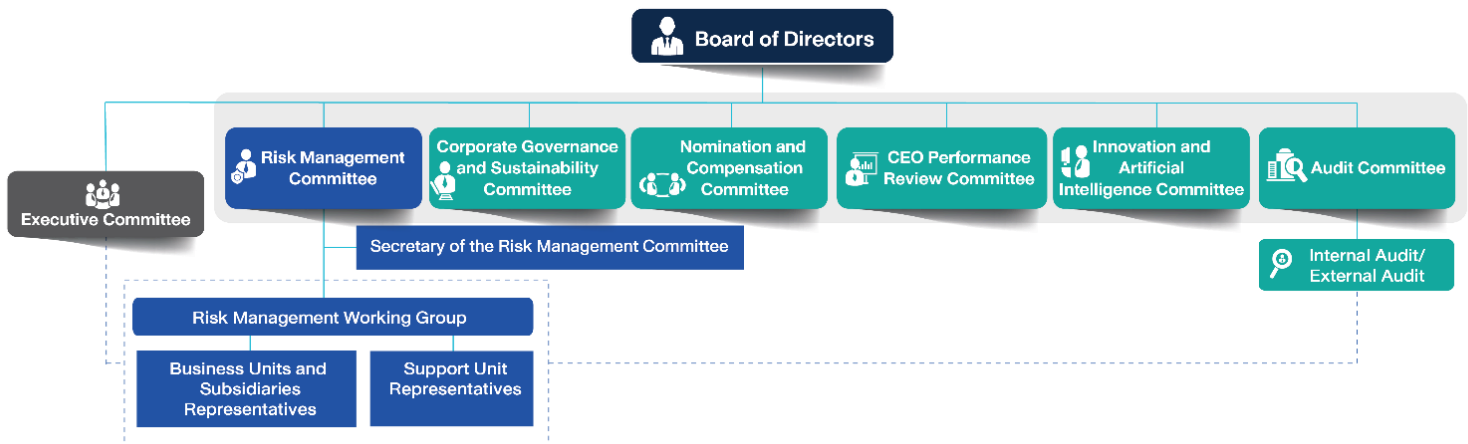 Board of Directors
Executive Committee
Risk Management
Committee
Corporate Governance
and Sustainability
Committee
Nomination and
Compensation
Committee
CEO Performance
Review Committee
Innovation and
Artificial
Intelligence Committee
Audit Committee
Secretary of the Risk Management Committee
Internal Audit/
External Audit
Risk Management Working Group
Business Units and
Subsidiaries
Representatives
Support Unit
Representatives